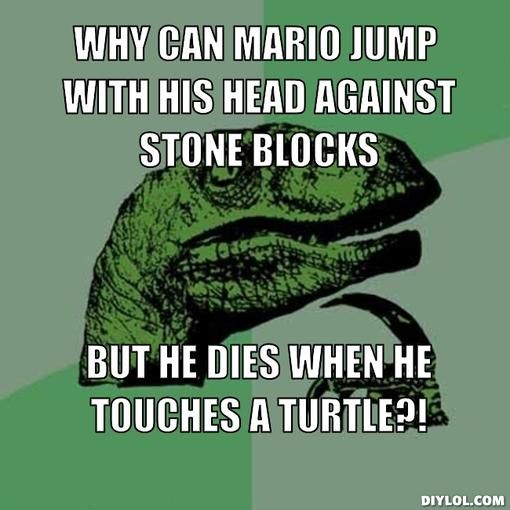 WHY CAN MARIO JUMP
WITH HIS HEAD AGAINST
STONE BLOCKS
BUT HE DIES WHEN HE
TOUCHES A TURTLE?!
DIYLOL.COM